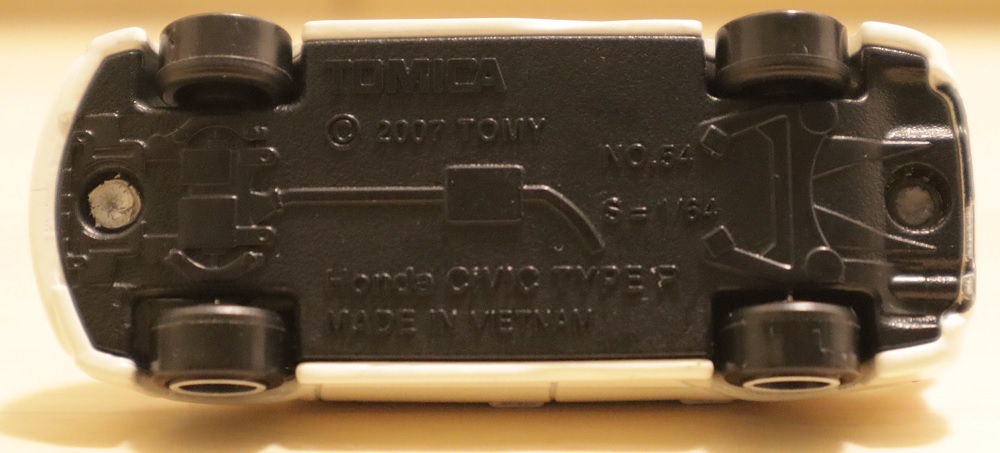 TOMICA
© 2007 TOMY
NO.54
S=1/64
Honda CIVIC TYPE R
MADE IN VIETNAM